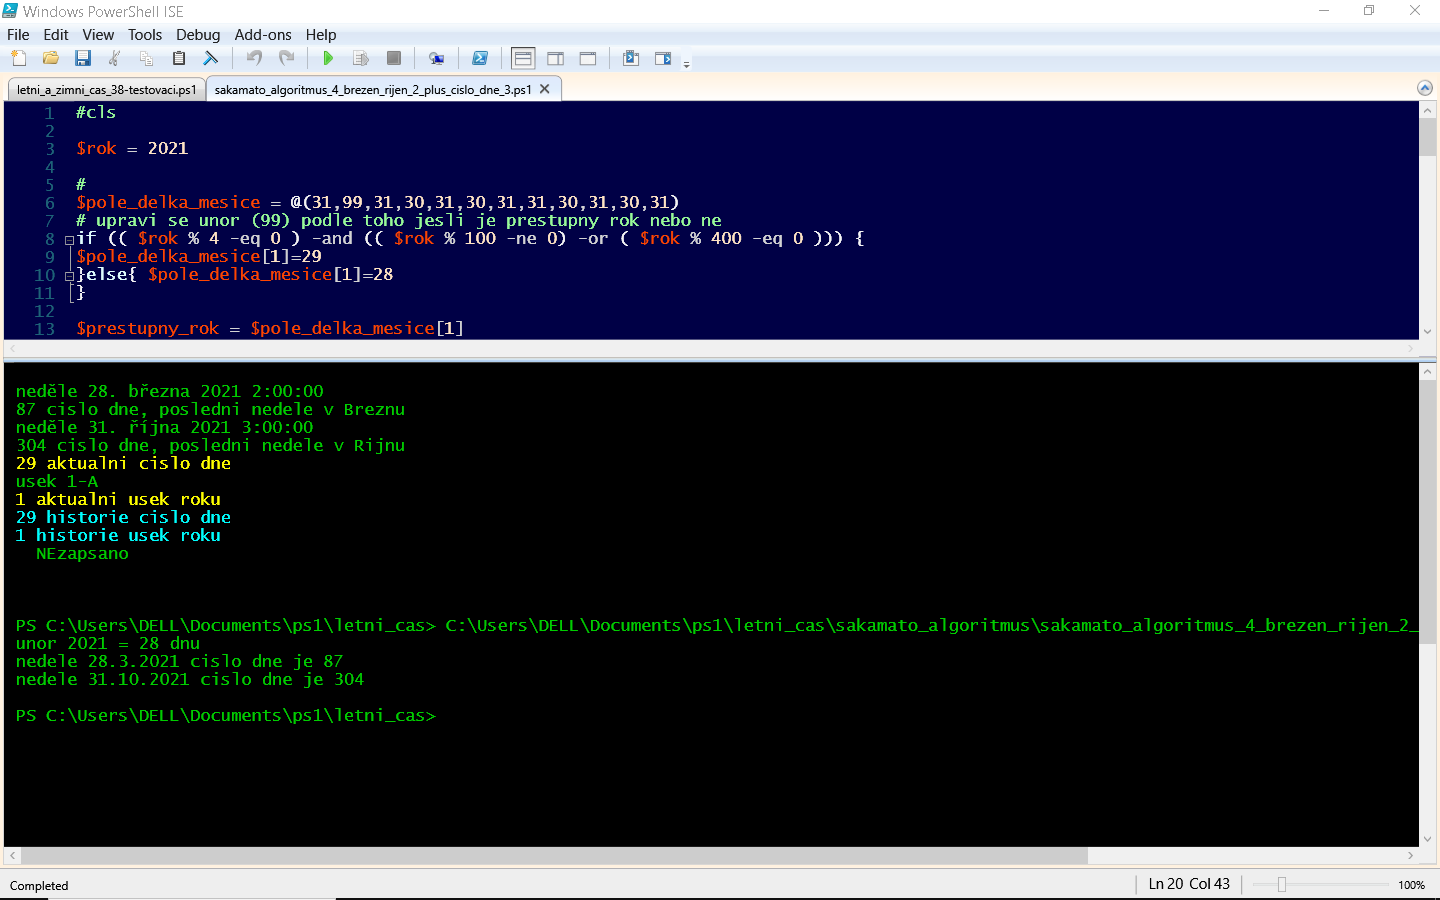 Windows PowerShell ISE
File Edit View Tools Debug Add-ons Help
letni_a_zimni_cas_38-testovaci.ps1 sakamato_algoritmus_4_brezen_rijen_2_plus_cislo_dne_3.ps1
1 #cls
2
3 $rok = 2021
4
5 #
6 $pole_delka_mesice = @(31,99,31,30,31,30,31,31,30,31,30,31)
7 # upravi se unor (99) podle toho jesli je prestupny rok nebo ne
8 if (( $rok % 4 -eq 0 ) -and (( $rok % 100 -ne 0) -or ( $rok % 400 -eq 0 ))) {
9 $pole_delka_mesice[1]=29
10 }else{ $pole_delka_mesice[1]=28
11 }
12
13 $prestupny_rok = $pole_delka_mesice[1]
neděle 28. března 2021 2:00:00
87 cislo dne, posledni nedele v Breznu
neděle 31. října 2021 3:00:00
304 cislo dne, posledni nedele v Rijnu
29 aktualni cislo dne
usek 1-A
1 aktualni usek roku
29 historie cislo dne
1 historie usek roku
NEzapsano
PS C:\Users\DELL\Documents\ps1\letni_cas> C:\Users\DELL\Documents\ps1\letni_cas\sakamato_algoritmus\sakamato_algoritmus_4_brezen_rijen_2_
unor 2021 = 28 dnu
nedele 28.3.2021 cislo dne je 87
nedele 31.10.2021 cislo dne je 304
PS C:\Users\DELL\Documents\ps1\letni_cas>
Completed Ln 20 Col 43 100%